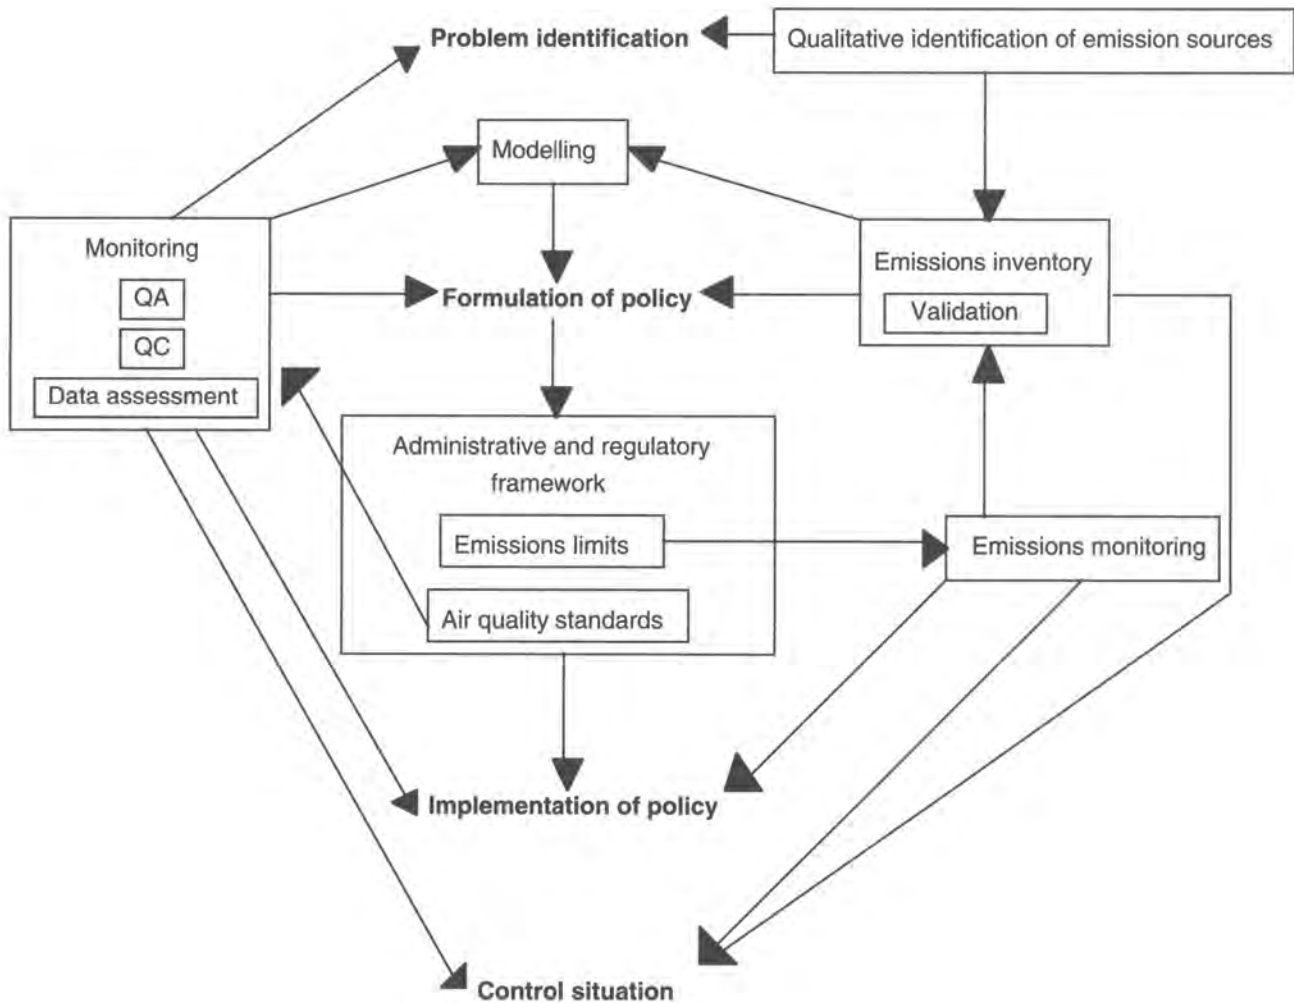 Problem identification
Qualitative identification of emission sources
Modelling
Monitoring
QA
QC
Data assessment
Formulation of policy
Emissions inventory
Validation
Administrative and regulatory
framework
Emissions limits
Air quality standards
Emissions monitoring
Implementation of policy
Control situation